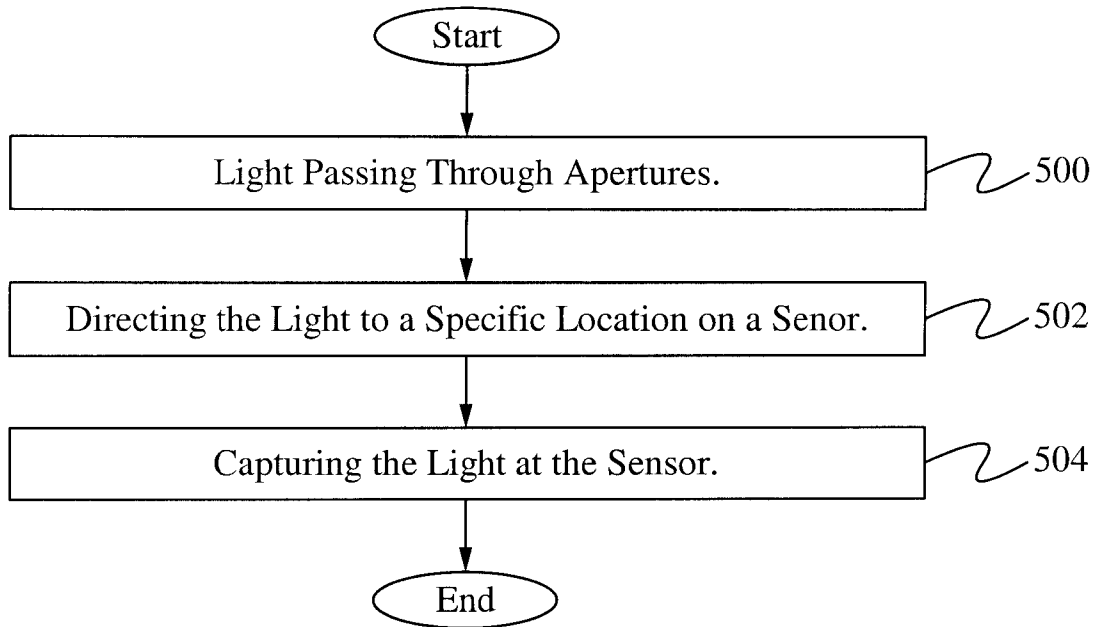 Start
Light Passing Through Apertures.
500
Directing the Light to a Specific Location on a Senor.
502
Capturing the Light at the Sensor.
504
End